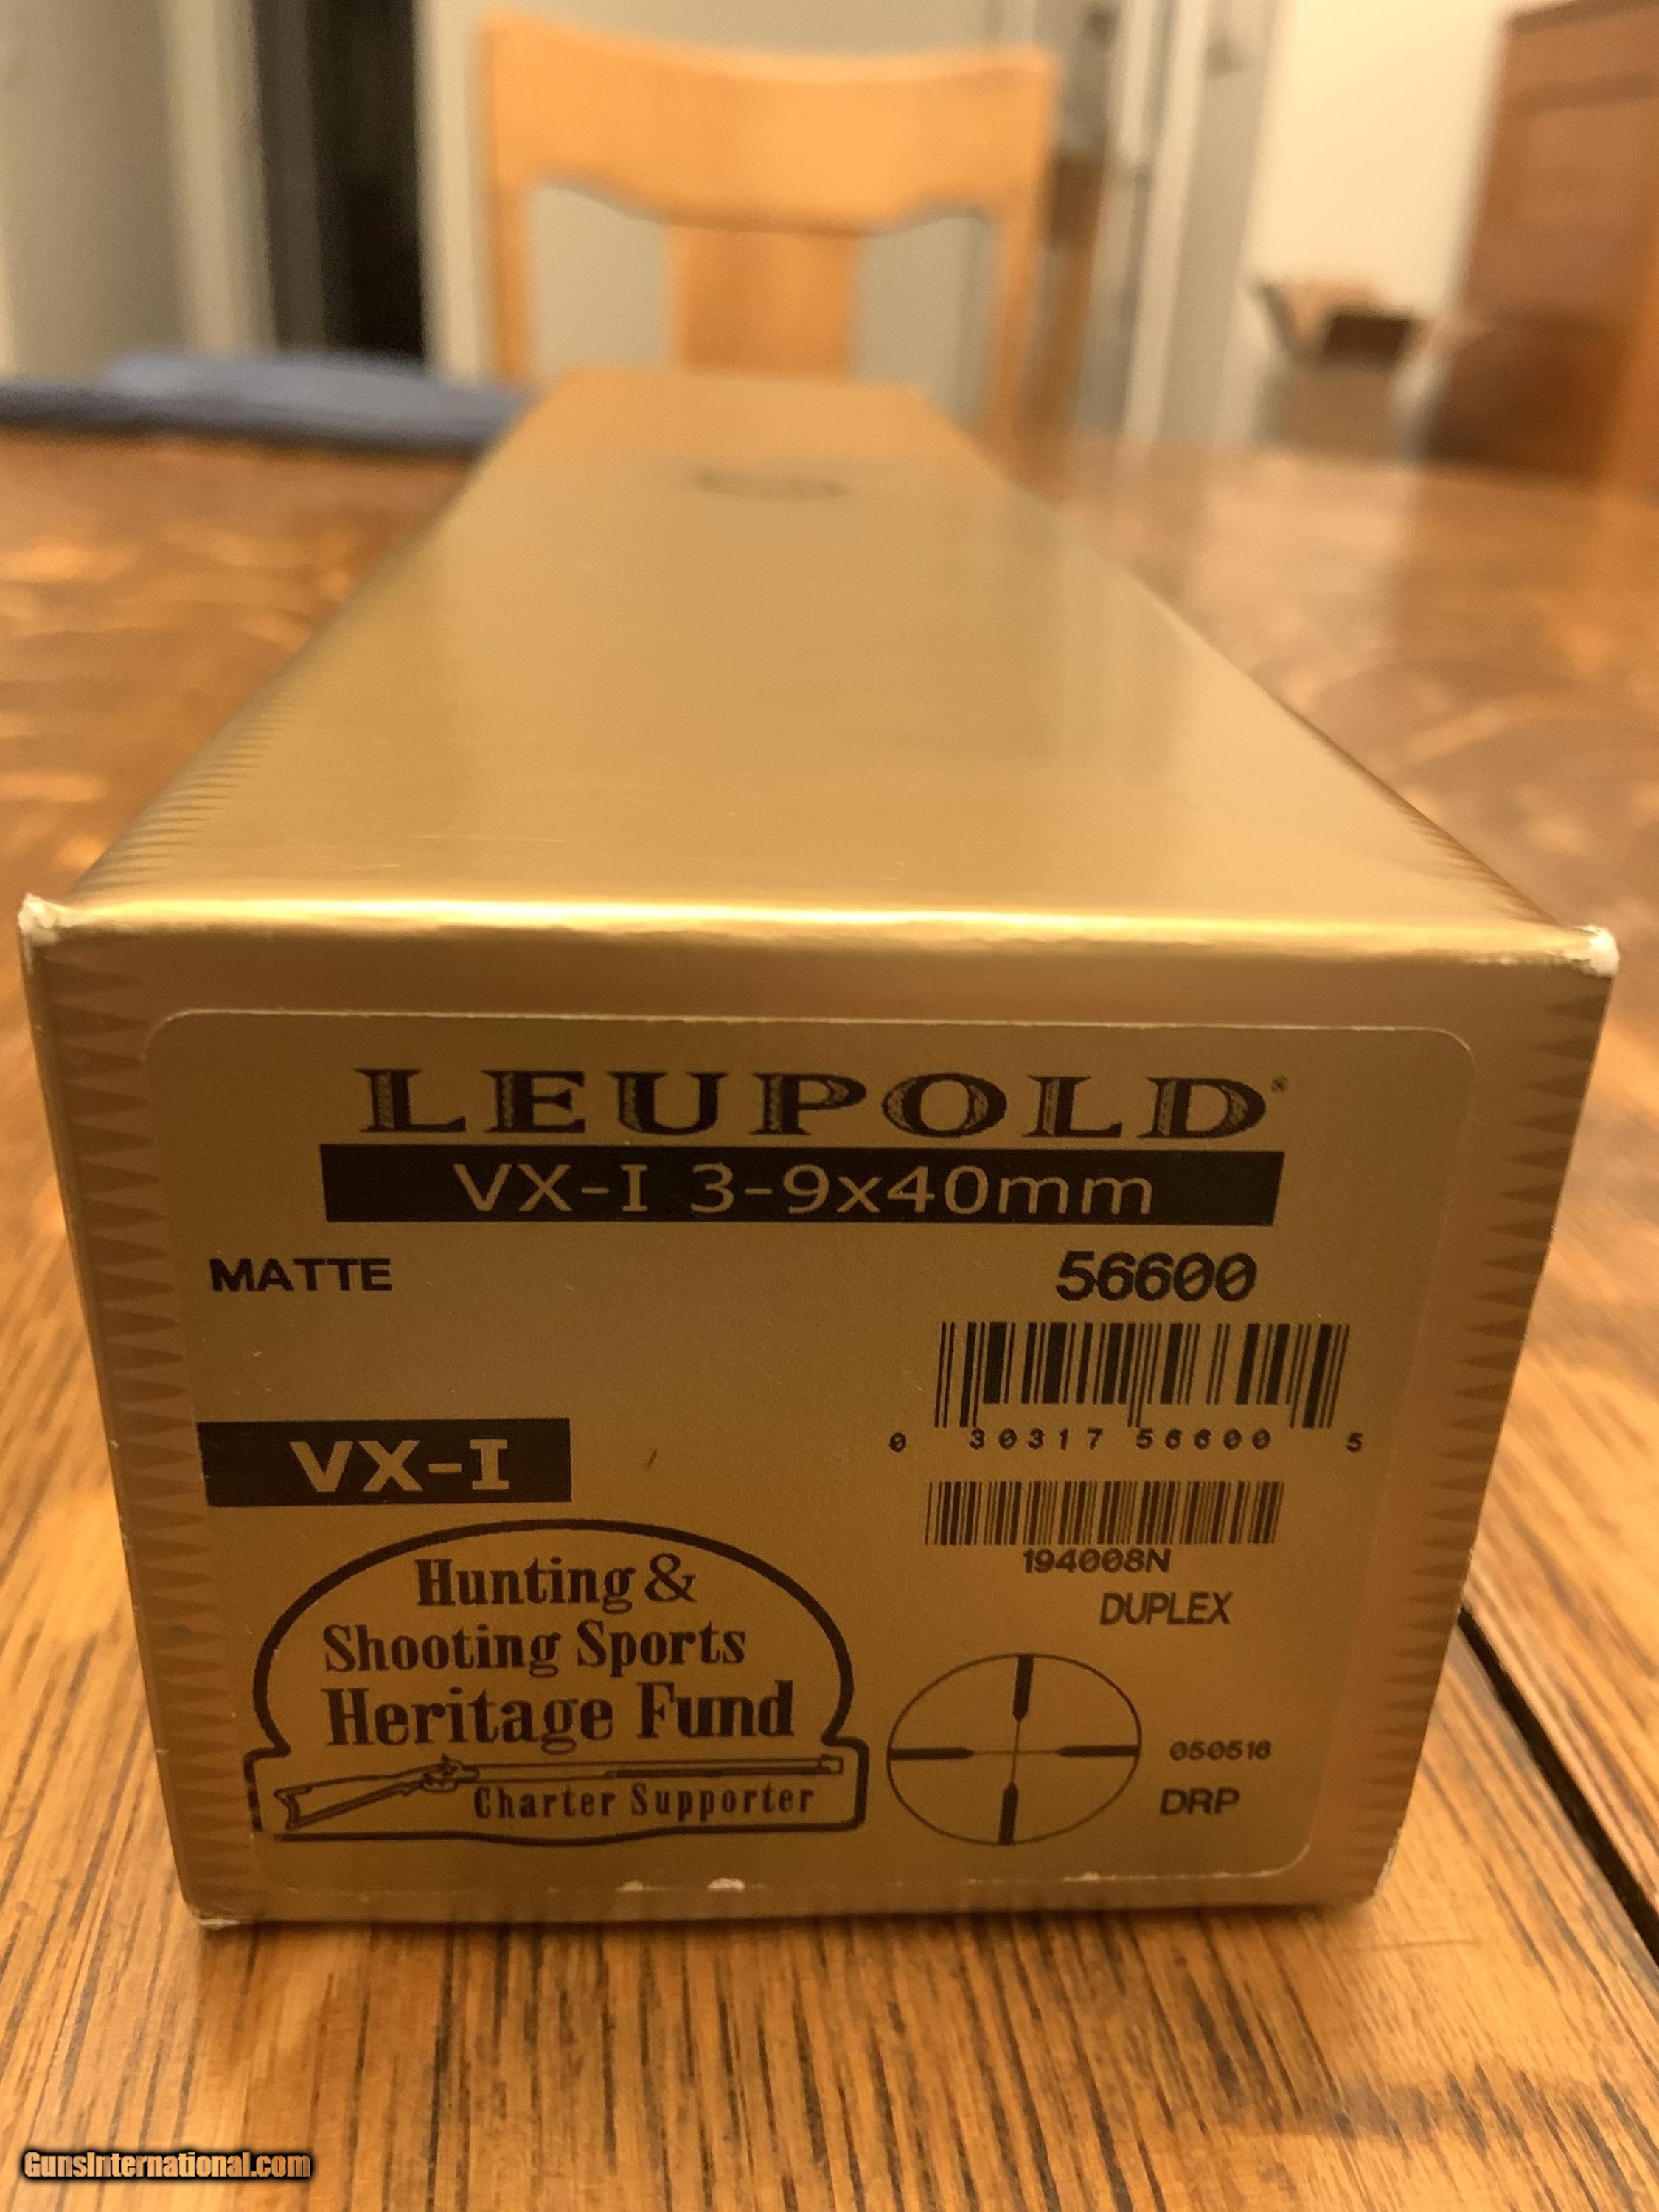 LEUPOLD®
VX-I 3-9x40mm
MATTE
56600
0 30317 56600 5
VX-I
194008N
DUPLEX
Hunting &
Shooting Sports
Heritage Fund
Charter Supporter
050516
DRP
GunsInternational.com